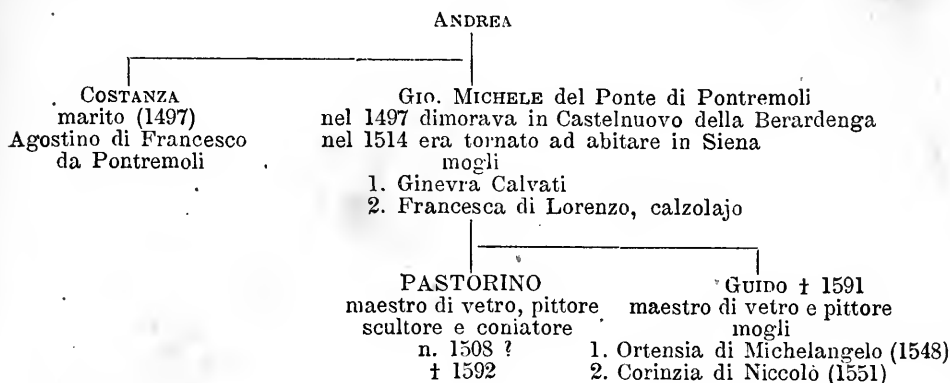 ANDREA
COSTANZA
marito (1497)
Agostino di Francesco
da Pontremoli
GIO. MICHELE del Ponte di Pontremoli
nel 1497 dimorava in Castelnuovo della Berardenga
nel 1514 era tornato ad abitare in Siena
mogli
1. Ginevra Calvati
2. Francesca di Lorenzo, calzolajo
PASTORINO
maestro di vetro, pittore
scultore e coniatore
n. 1508 ?
† 1592
GUIDO † 1591
maestro di vetro e pittore
mogli
1. Ortensia di Michelangelo (1548)
2. Corinzia di Niccolò (1551)